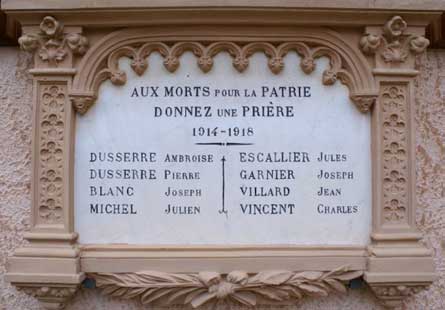 AUX MORTS POUR LA PATRIE
DONNEZ UNE PRIÈRE
1914-1918
DUSSERRE AMBROISE
DUSSERRE PIERRE
BLANC JOSEPH
MICHEL JULIEN
ESCALLIER JULES
GARNIER JOSEPH
VILLARD JEAN
VINCENT CHARLES